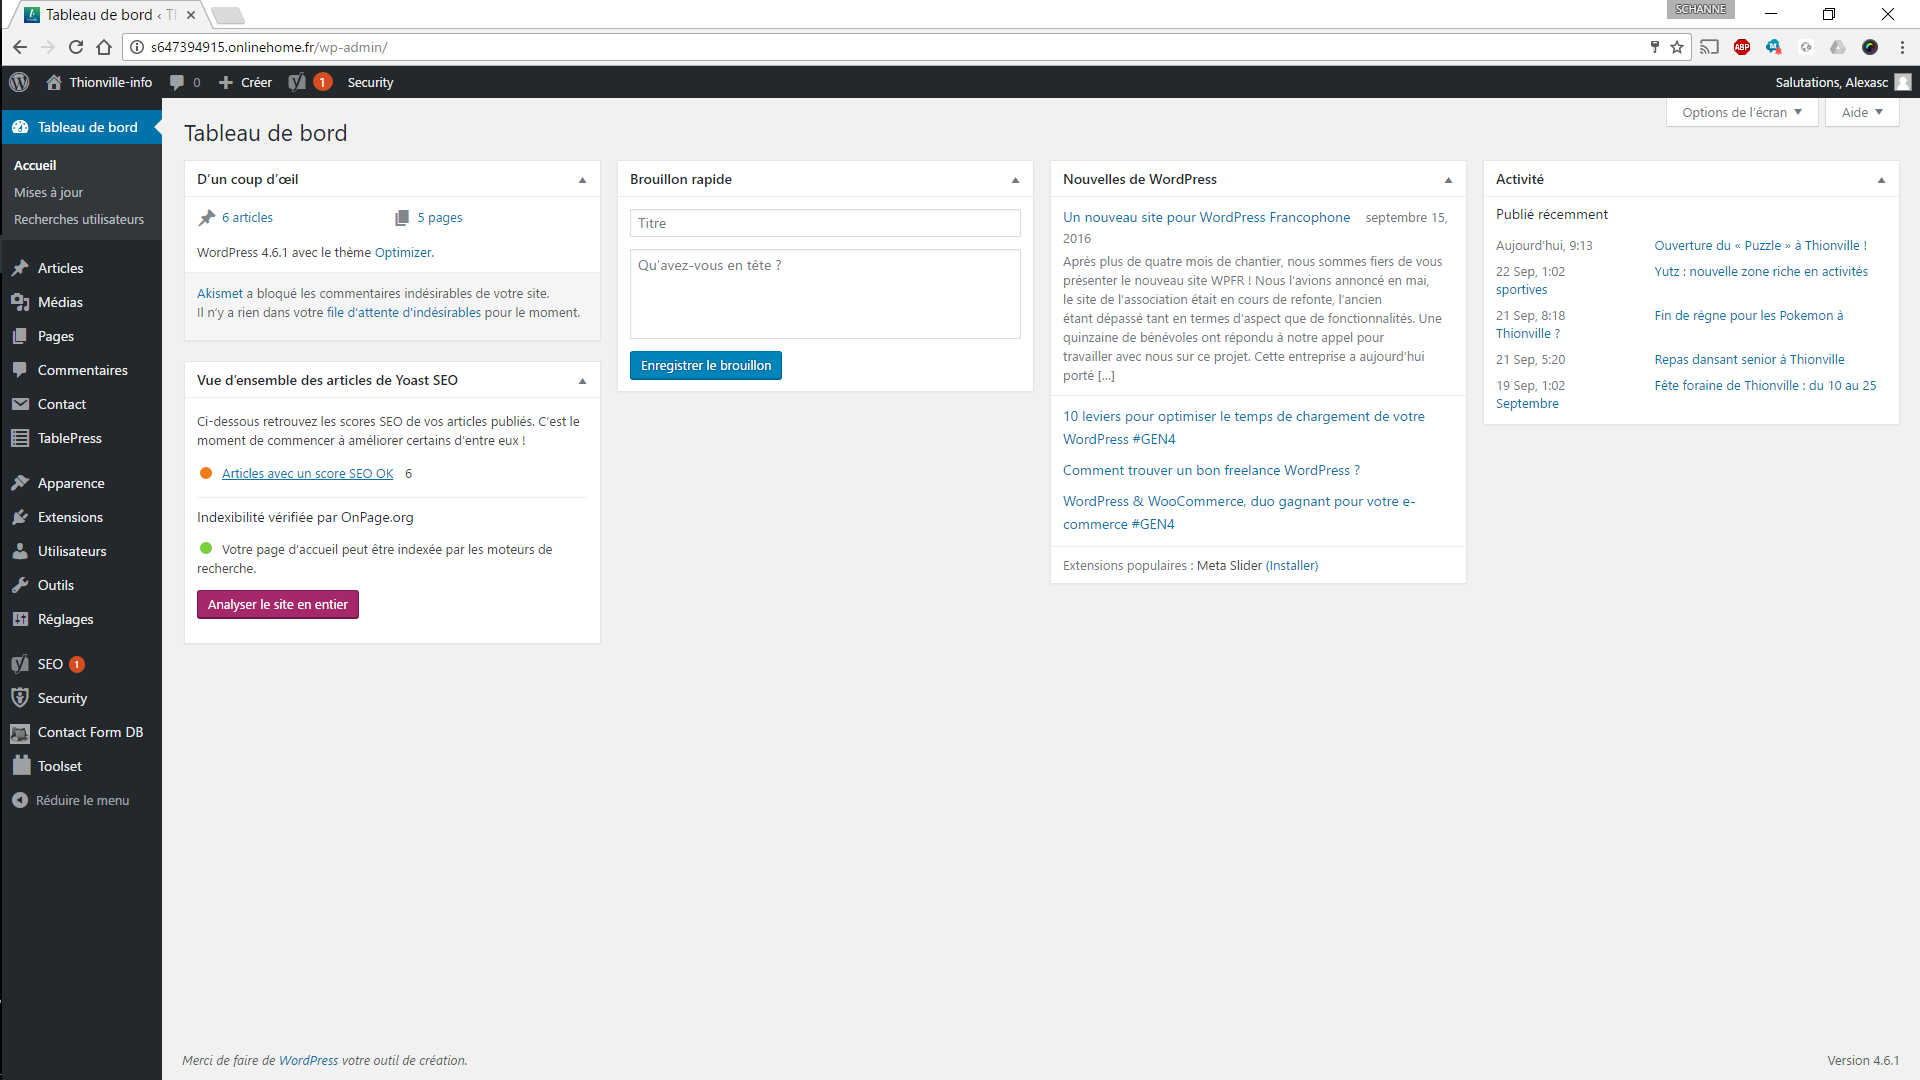 Tableau de bord ‹ T
SCHANNE
s647394915.onlinehome.fr/wp-admin/
ABP
Thionville-info
0
Créer
1
Security
Salutations, Alexasc
Tableau de bord
Accueil
Mises à jour
Recherches utilisateurs
Articles
Médias
Pages
Commentaires
Contact
TablePress
Apparence
Extensions
Utilisateurs
Outils
Réglages
SEO 1
Security
Contact Form DB
Toolset
Réduire le menu
Options de l'écran
Aide
Tableau de bord
D'un coup d'œil
6 articles
5 pages
WordPress 4.6.1 avec le thème Optimizer.
Akismet a bloqué les commentaires indésirables de votre site.
Il n'y a rien dans votre file d'attente d'indésirables pour le moment.
Vue d'ensemble des articles de Yoast SEO
Ci-dessous retrouvez les scores SEO de vos articles publiés. C'est le
moment de commencer à améliorer certains d'entre eux !
Articles avec un score SEO OK 6
Indexibilité vérifiée par OnPage.org
Votre page d'accueil peut être indexée par les moteurs de
recherche.
Analyser le site en entier
Brouillon rapide
Titre
Qu'avez-vous en tête ?
Enregistrer le brouillon
Nouvelles de WordPress
Un nouveau site pour WordPress Francophone septembre 15,
2016
Après plus de quatre mois de chantier, nous sommes fiers de vous
présenter le nouveau site WPFR ! Nous l'avions annoncé en mai,
le site de l'association était en cours de refonte, l'ancien
étant dépassé tant en termes d'aspect que de fonctionnalités. Une
quinzaine de bénévoles ont répondu à notre appel pour
travailler avec nous sur ce projet. Cette entreprise a aujourd'hui
porté […]
10 leviers pour optimiser le temps de chargement de votre
WordPress #GEN4
Comment trouver un bon freelance WordPress ?
WordPress & WooCommerce, duo gagnant pour votre e-
commerce #GEN4
Extensions populaires : Meta Slider (Installer)
Activité
Publié récemment
Aujourd'hui, 9:13 Ouverture du « Puzzle » à Thionville !
22 Sep, 1:02 Yutz : nouvelle zone riche en activités
sportives
21 Sep, 8:18 Fin de règne pour les Pokemon à
Thionville ?
21 Sep, 5:20 Repas dansant senior à Thionville
19 Sep, 1:02 Fête foraine de Thionville : du 10 au 25
Septembre
Merci de faire de WordPress votre outil de création.
Version 4.6.1